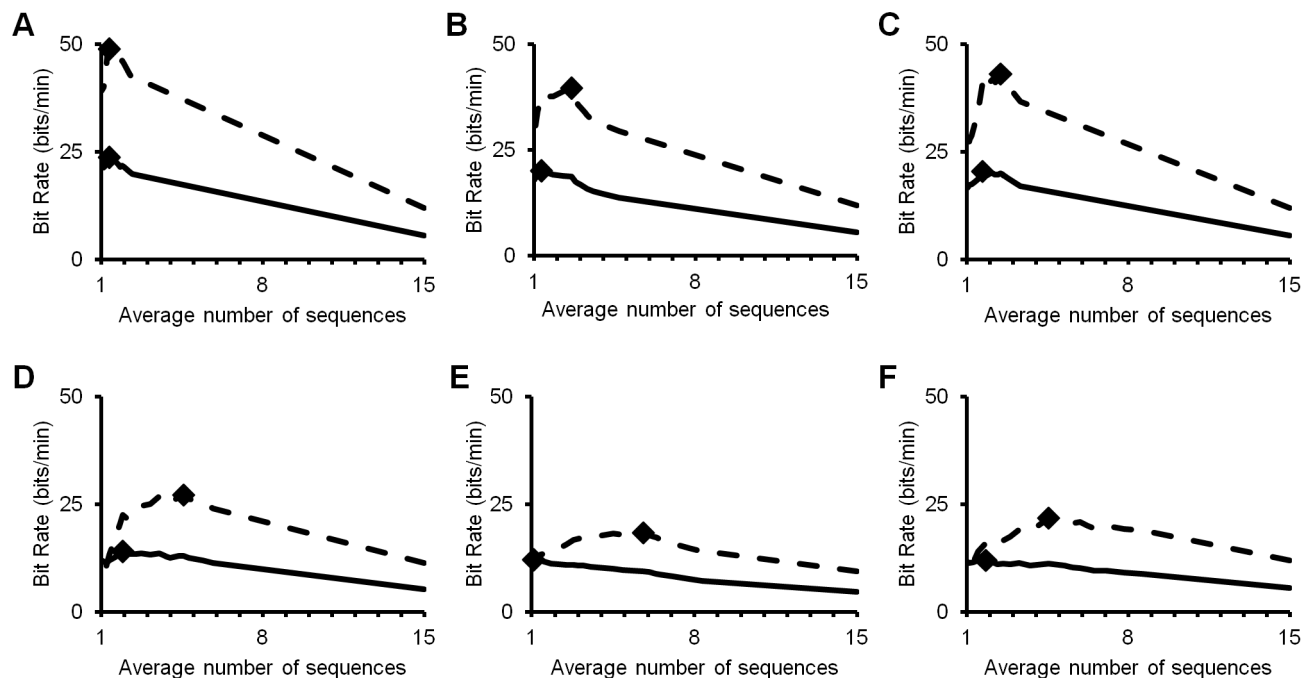 A
50
25
0
Bit Rate (bits/min)
1 8 15
Average number of sequences
B
50
25
0
Bit Rate (bits/min)
1 8 15
Average number of sequences
C
50
25
0
Bit Rate (bits/min)
1 8 15
Average number of sequences
D
50
25
0
Bit Rate (bits/min)
1 8 15
Average number of sequences
E
50
25
0
Bit Rate (bits/min)
1 8 15
Average number of sequences
F
50
25
0
Bit Rate (bits/min)
1 8 15
Average number of sequences